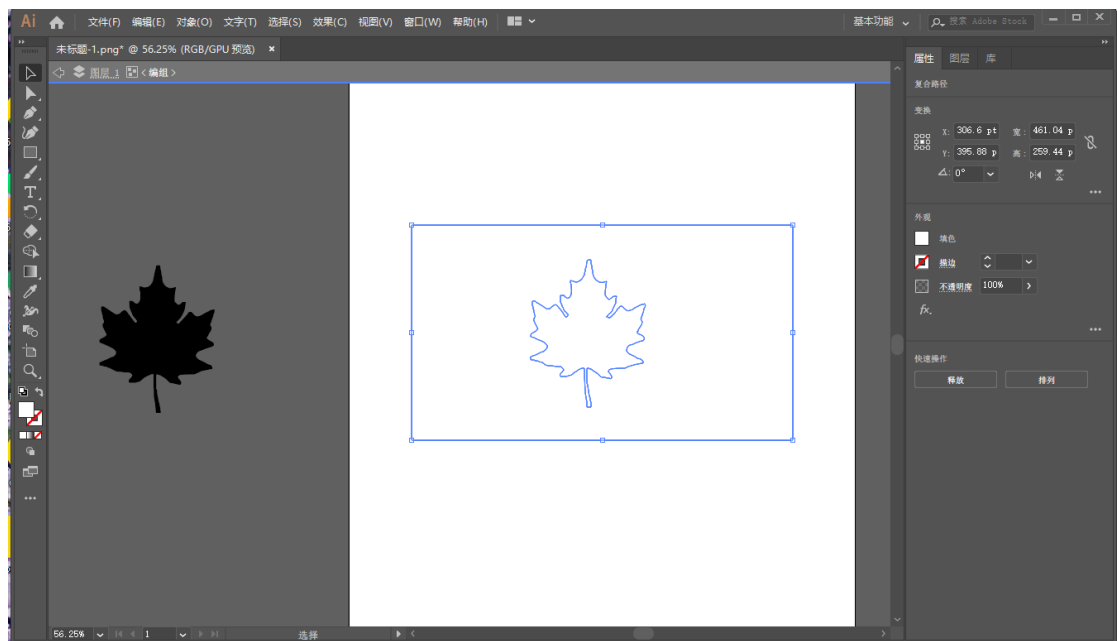 Ai 文件(F) 编辑(E) 对象(O) 文字(T) 选择(S) 效果(C) 视图(V) 窗口(W) 帮助(H) 基本功能 搜索 Adobe Stock
未标题-1.png* @ 56.25% (RGB/GPU 预览) ×
图层 1 <编组>
属性 图层 库
复合路径
变换
X: 306.6 pt 宽: 461.04 p
Y: 395.88 p 高: 259.44 p
0°
外观
填色
描边
不透明度 100%
fx.
快速操作
释放 排列
56.25% 1 选择